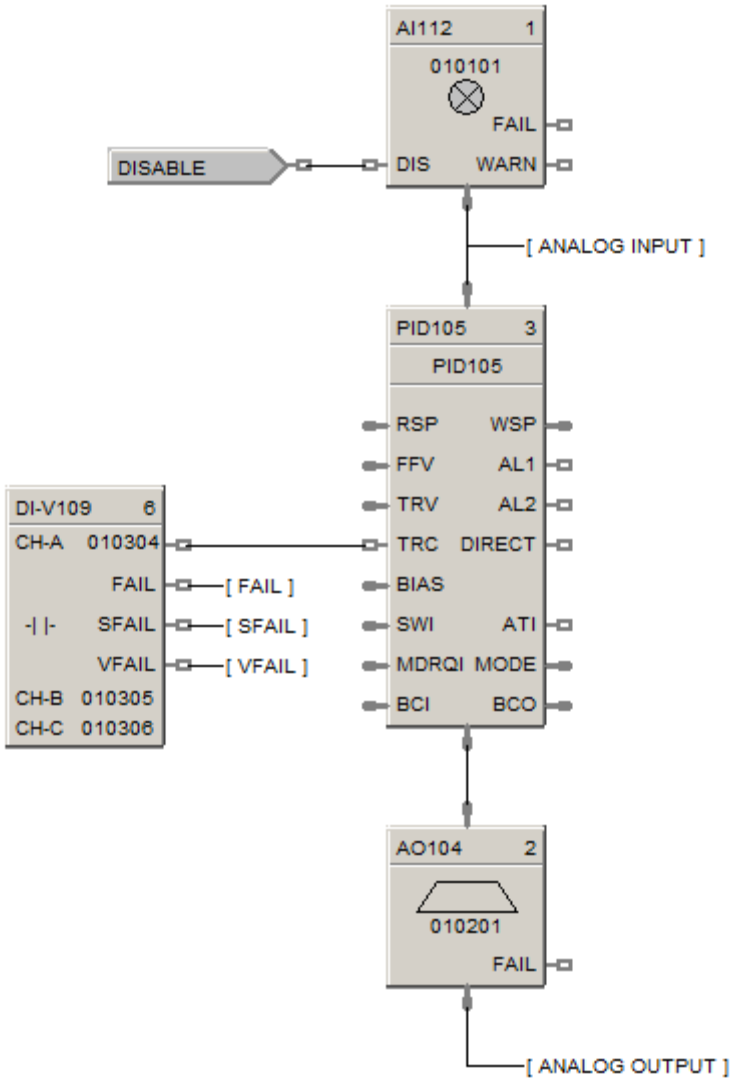 AI112 1
010101
FAIL
DISABLE
DIS WARN
[ ANALOG INPUT ]
PID105 3
PID105
RSP WSP
FFV AL1
TRV AL2
TRC DIRECT
BIAS
SWI ATI
MDRQI MODE
BCI BCO
DI-V109 6
CH-A 010304
FAIL [ FAIL ]
-| |- SFAIL [ SFAIL ]
VFAIL [ VFAIL ]
CH-B 010305
CH-C 010306
AO104 2
010201
FAIL
[ ANALOG OUTPUT ]